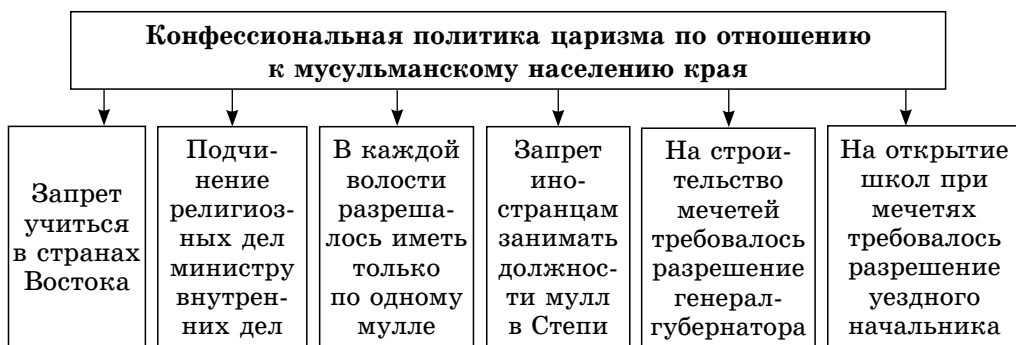 Конфессиональная политика царизма по отношению
к мусульманскому населению края
Запрет
учиться
в странах
Востока
Подчи-
нение
религиоз-
ных дел
министру
внутрен-
них дел
В каждой
волости
разреша-
лось иметь
только
по одному
мулле
Запрет
ино-
странцам
занимать
должнос-
ти мулл
в Степи
На строи-
тельство
мечетей
требовалось
разрешение
генерал-
губернатора
На открытие
школ при
мечетях
требовалось
разрешение
уездного
начальника